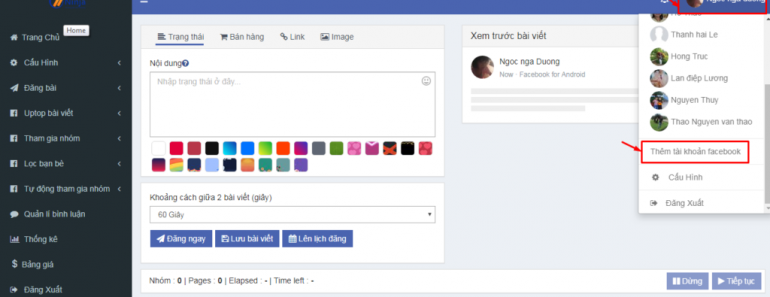 Ngoc nga duong
Home
Trang Chủ
Cấu Hình
Đăng bài
Uptop bài viết
Tham gia nhóm
Lọc bạn bè
Tự động tham gia nhóm
Quản lí bình luận
Thống kê
Bảng giá
Đăng Xuất
Trạng thái
Bán hàng
Link
Image
Nội dung
Nhập trạng thái ở đây...
Khoảng cách giữa 2 bài viết (giây)
60 Giây
Đăng ngay
Lưu bài viết
Lên lịch đăng
Nhóm : 0 | Pages : 0 | Elapsed : - | Time left : -
Dừng
Tiếp tục
Xem trước bài viết
Ngoc nga Duong
Now · Facebook for Android
Thanh hai Le
Hong Truc
Lan điệp Lương
Nguyen Thuy
Thao Nguyen van thao
Thêm tài khoản facebook
Cấu Hình
Đăng Xuất